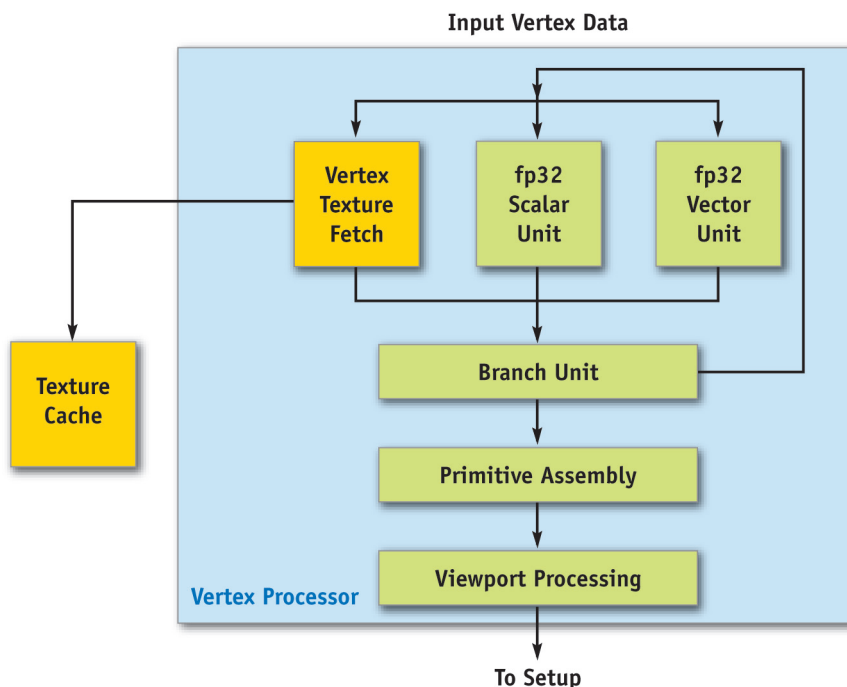 Input Vertex Data
Vertex
Texture
Fetch
fp32
Scalar
Unit
fp32
Vector
Unit
Texture
Cache
Branch Unit
Primitive Assembly
Viewport Processing
Vertex Processor
To Setup